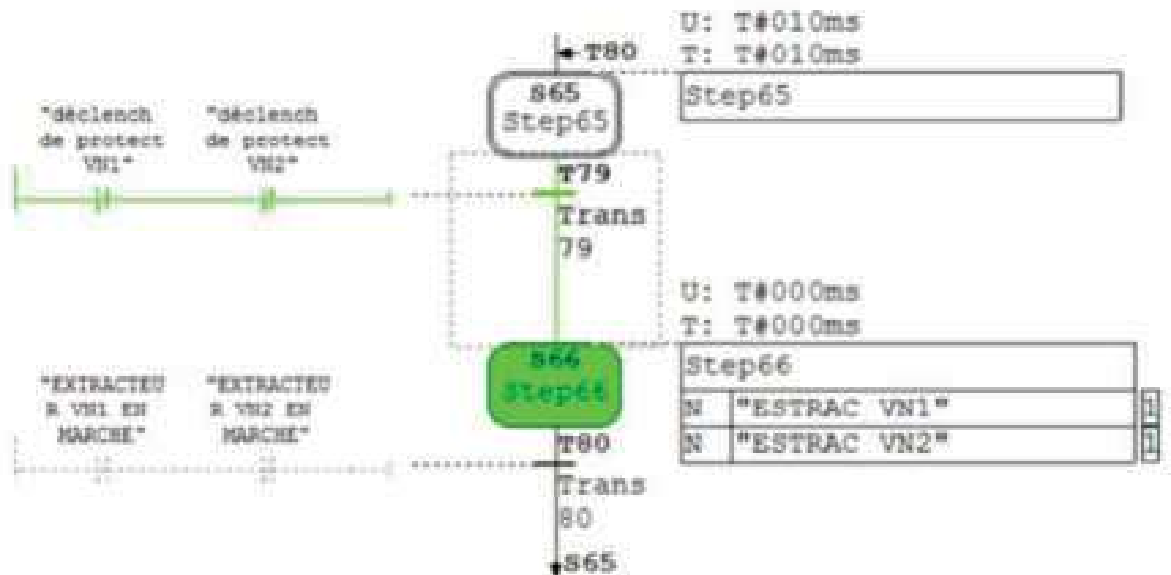 U: T#010ms
T80
T: T#010ms
S65
Step65
Step65
"déclench
de protect
VN1"
"déclench
de protect
VN2"
T79
Trans
79
U: T#000ms
T: T#000ms
S66
Step66
Step66
"EXTRACTEU
R VN1 EN
MARCHE"
"EXTRACTEU
R VN2 EN
MARCHE"
N "ESTRAC VN1" 1
N "ESTRAC VN2" 1
T80
Trans
80
S65